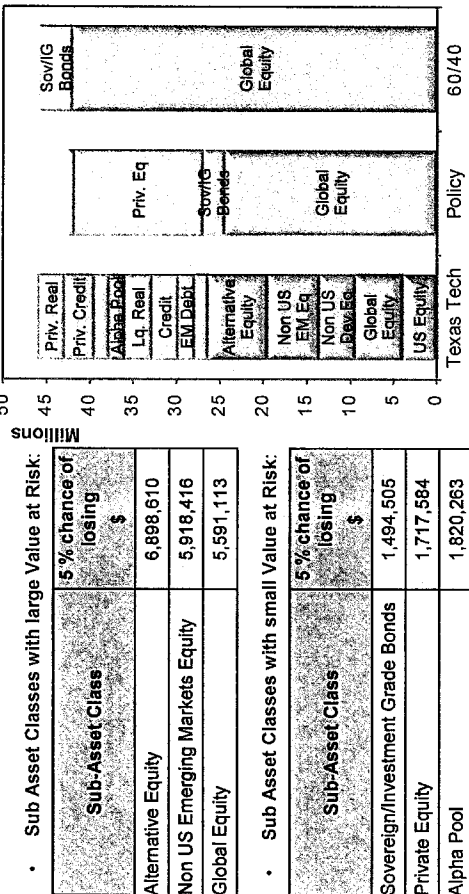 • Sub Asset Classes with large Value at Risk:
Sub-Asset Class
5 % chance of
losing
$
Alternative Equity 6,898,610
Non US Emerging Markets Equity 5,918,416
Global Equity 5,591,113
• Sub Asset Classes with small Value at Risk:
Sub-Asset Class
5 % chance of
losing
$
Sovereign/Investment Grade Bonds 1,494,505
Private Equity 1,717,584
Alpha Pool 1,820,263
Millions
50
45
40
35
30
25
20
15
10
5
0
Priv. Real
Priv. Credit
Alpha Pool
Lq. Real
Credit
EM Debt
Alternative
Equity
Non US
EM Eq
Non US
Dev Eq
Global
Equity
US Equity
Texas Tech
Priv. Eq
Sov/IG
Bonds
Global
Equity
Policy
Sov/IG
Bonds
Global
Equity
60/40